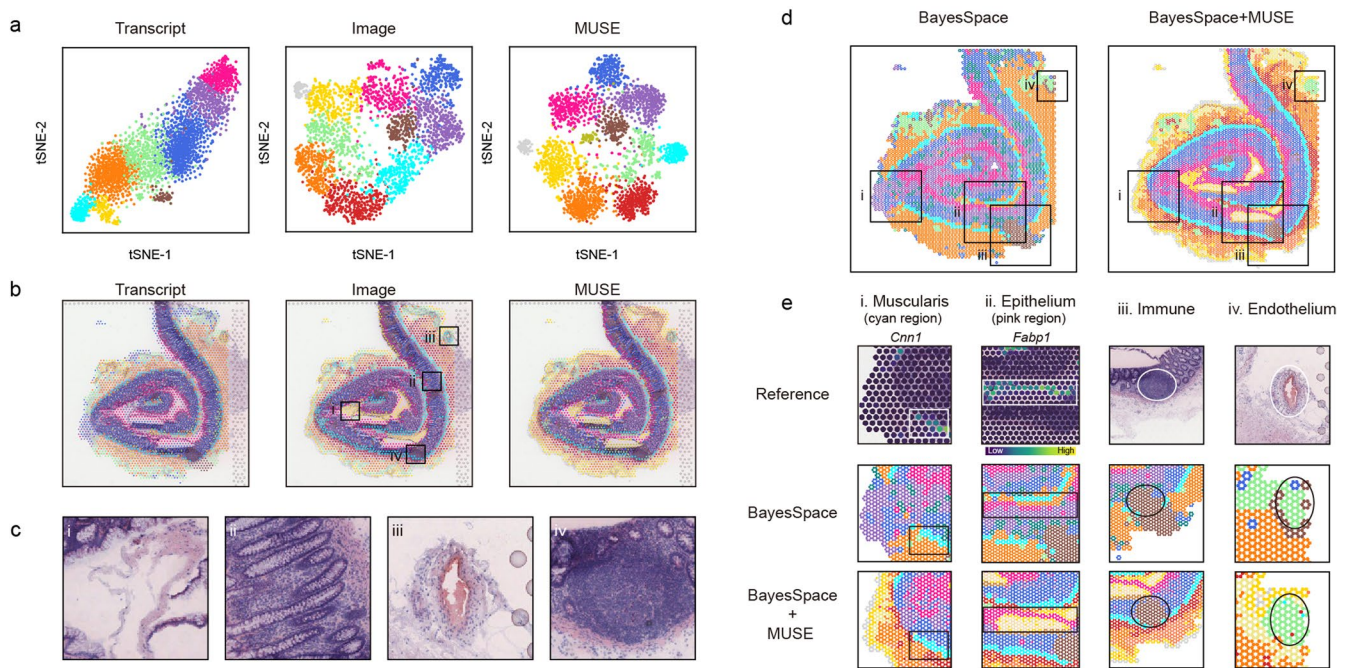 a
Transcript
Image
MUSE
tSNE-2
tSNE-2
tSNE-2
tSNE-1
tSNE-1
tSNE-1
b
Transcript
Image
MUSE
i
ii
iii
iv
c
i
ii
iii
iv
d
BayesSpace
BayesSpace+MUSE
i
ii
iii
iv
i
ii
iii
iv
e
i. Muscularis
(cyan region)
Cnn1
ii. Epithelium
(pink region)
Fabp1
iii. Immune
iv. Endothelium
Reference
Low
High
BayesSpace
BayesSpace
+
MUSE